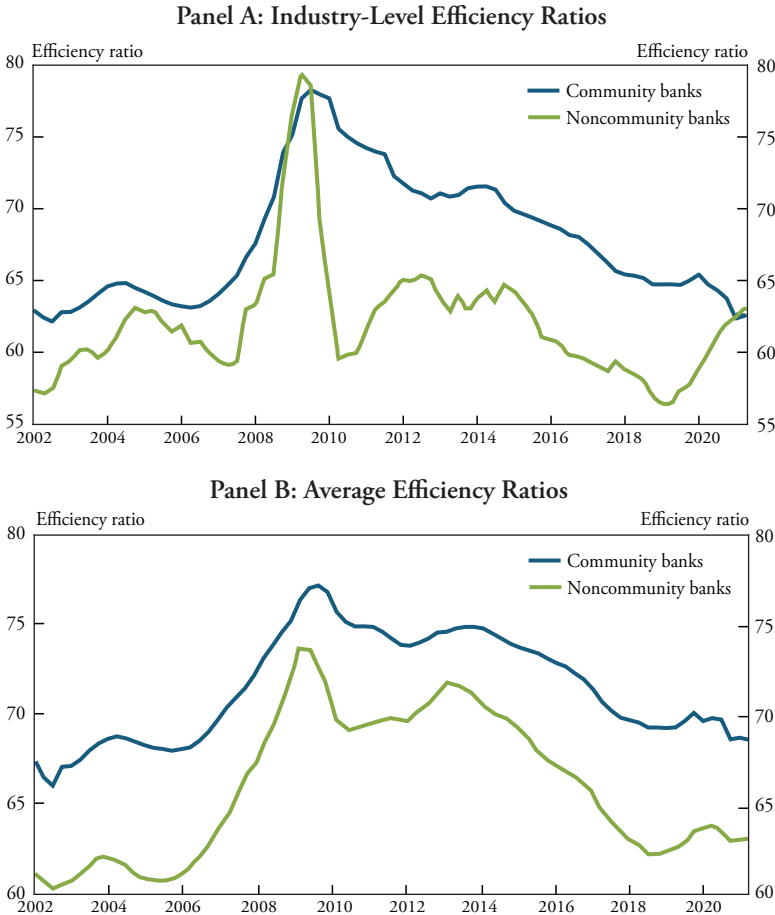 Panel A: Industry-Level Efficiency Ratios
Efficiency ratio Efficiency ratio
80 80
Community banks
Noncommunity banks
75 75
70 70
65 65
60 60
55 55
2002 2004 2006 2008 2010 2012 2014 2016 2018 2020
Panel B: Average Efficiency Ratios
Efficiency ratio Efficiency ratio
80 80
Community banks
Noncommunity banks
75 75
70 70
65 65
60 60
2002 2004 2006 2008 2010 2012 2014 2016 2018 2020